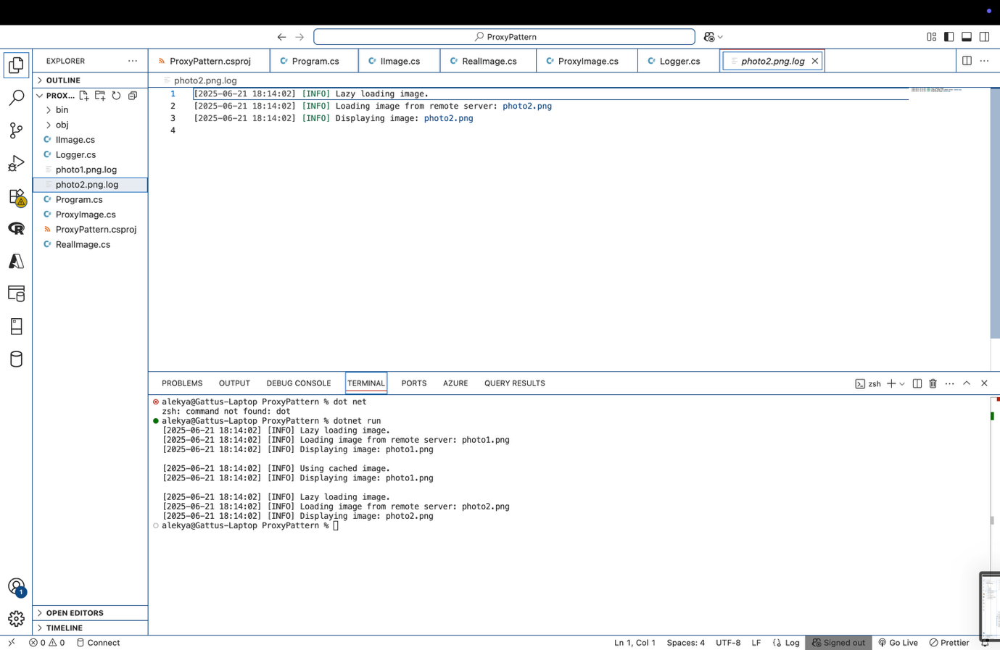 ProxyPattern
EXPLORER
OUTLINE
PROX...
bin
obj
IImage.cs
Logger.cs
photo1.png.log
photo2.png.log
Program.cs
ProxyImage.cs
ProxyPattern.csproj
RealImage.cs
OPEN EDITORS
TIMELINE
ProxyPattern.csproj
Program.cs
IImage.cs
RealImage.cs
ProxyImage.cs
Logger.cs
photo2.png.log
photo2.png.log
1 [2025-06-21 18:14:02] [INFO] Lazy loading image.
2 [2025-06-21 18:14:02] [INFO] Loading image from remote server: photo2.png
3 [2025-06-21 18:14:02] [INFO] Displaying image: photo2.png
4
PROBLEMS OUTPUT DEBUG CONSOLE TERMINAL PORTS AZURE QUERY RESULTS
zsh
alekya@Gattus-Laptop ProxyPattern % dot net
zsh: command not found: dot
alekya@Gattus-Laptop ProxyPattern % dotnet run
[2025-06-21 18:14:02] [INFO] Lazy loading image.
[2025-06-21 18:14:02] [INFO] Loading image from remote server: photo1.png
[2025-06-21 18:14:02] [INFO] Displaying image: photo1.png
[2025-06-21 18:14:02] [INFO] Using cached image.
[2025-06-21 18:14:02] [INFO] Displaying image: photo1.png
[2025-06-21 18:14:02] [INFO] Lazy loading image.
[2025-06-21 18:14:02] [INFO] Loading image from remote server: photo2.png
[2025-06-21 18:14:02] [INFO] Displaying image: photo2.png
alekya@Gattus-Laptop ProxyPattern %
1
0 0 Connect
Ln 1, Col 1 Spaces: 4 UTF-8 LF Log Signed out Go Live Prettier